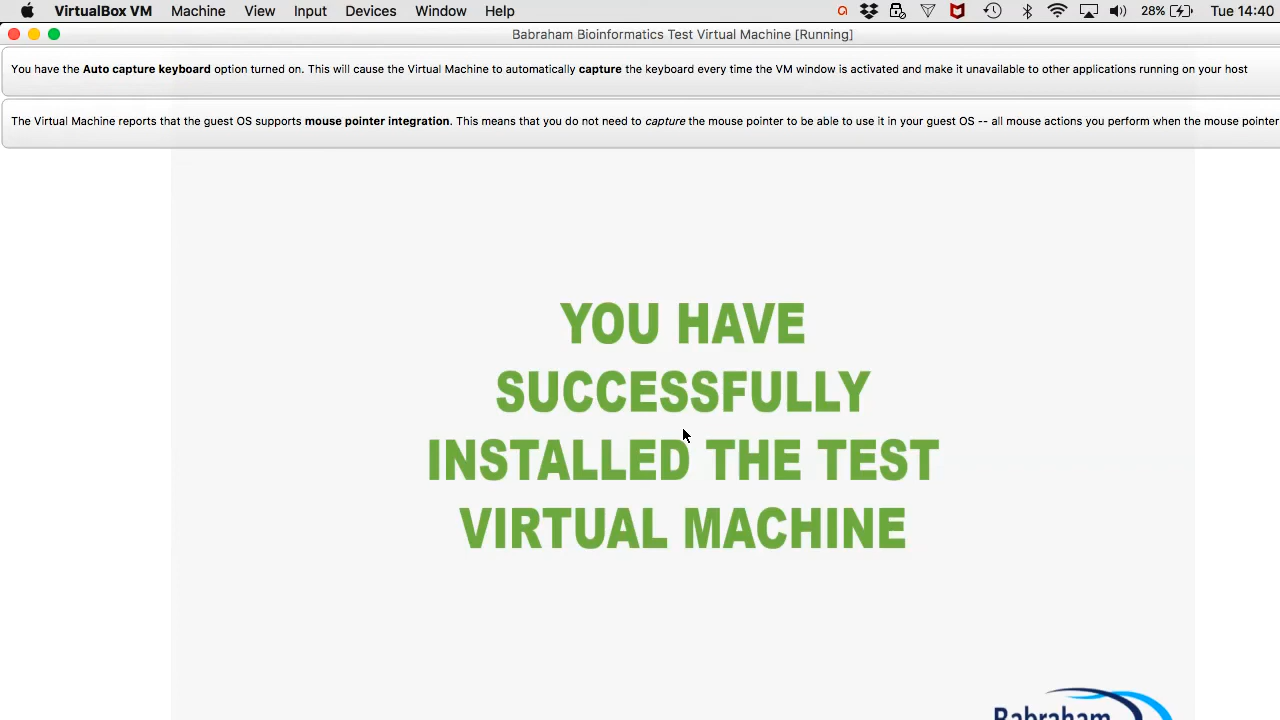 VirtualBox VM Machine View Input Devices Window Help 28% Tue 14:40
Babraham Bioinformatics Test Virtual Machine [Running]
You have the Auto capture keyboard option turned on. This will cause the Virtual Machine to automatically capture the keyboard every time the VM window is activated and make it unavailable to other applications running on your host
The Virtual Machine reports that the guest OS supports mouse pointer integration. This means that you do not need to capture the mouse pointer to be able to use it in your guest OS -- all mouse actions you perform when the mouse pointer
YOU HAVE
SUCCESSFULLY
INSTALLED THE TEST
VIRTUAL MACHINE
Babraham